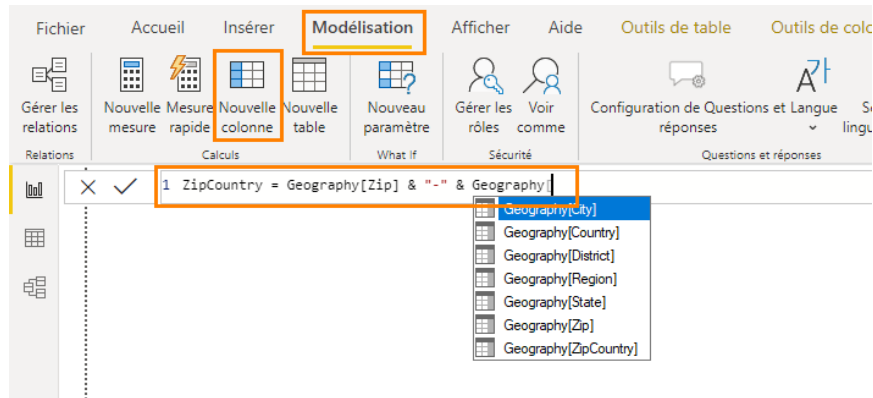 Fichier Accueil Insérer Modélisation Afficher Aide Outils de table Outils de colo
Gérer les relations
Nouvelle mesure
Mesure rapide
Nouvelle colonne
Nouvelle table
Nouveau paramètre
Gérer les rôles
Voir comme
Configuration de Questions et réponses
Langue
lingu
Relations Calculs What If Sécurité Questions et réponses
1 ZipCountry = Geography[Zip] & "-" & Geography[
Geography[City]
Geography[Country]
Geography[District]
Geography[Region]
Geography[State]
Geography[Zip]
Geography[ZipCountry]